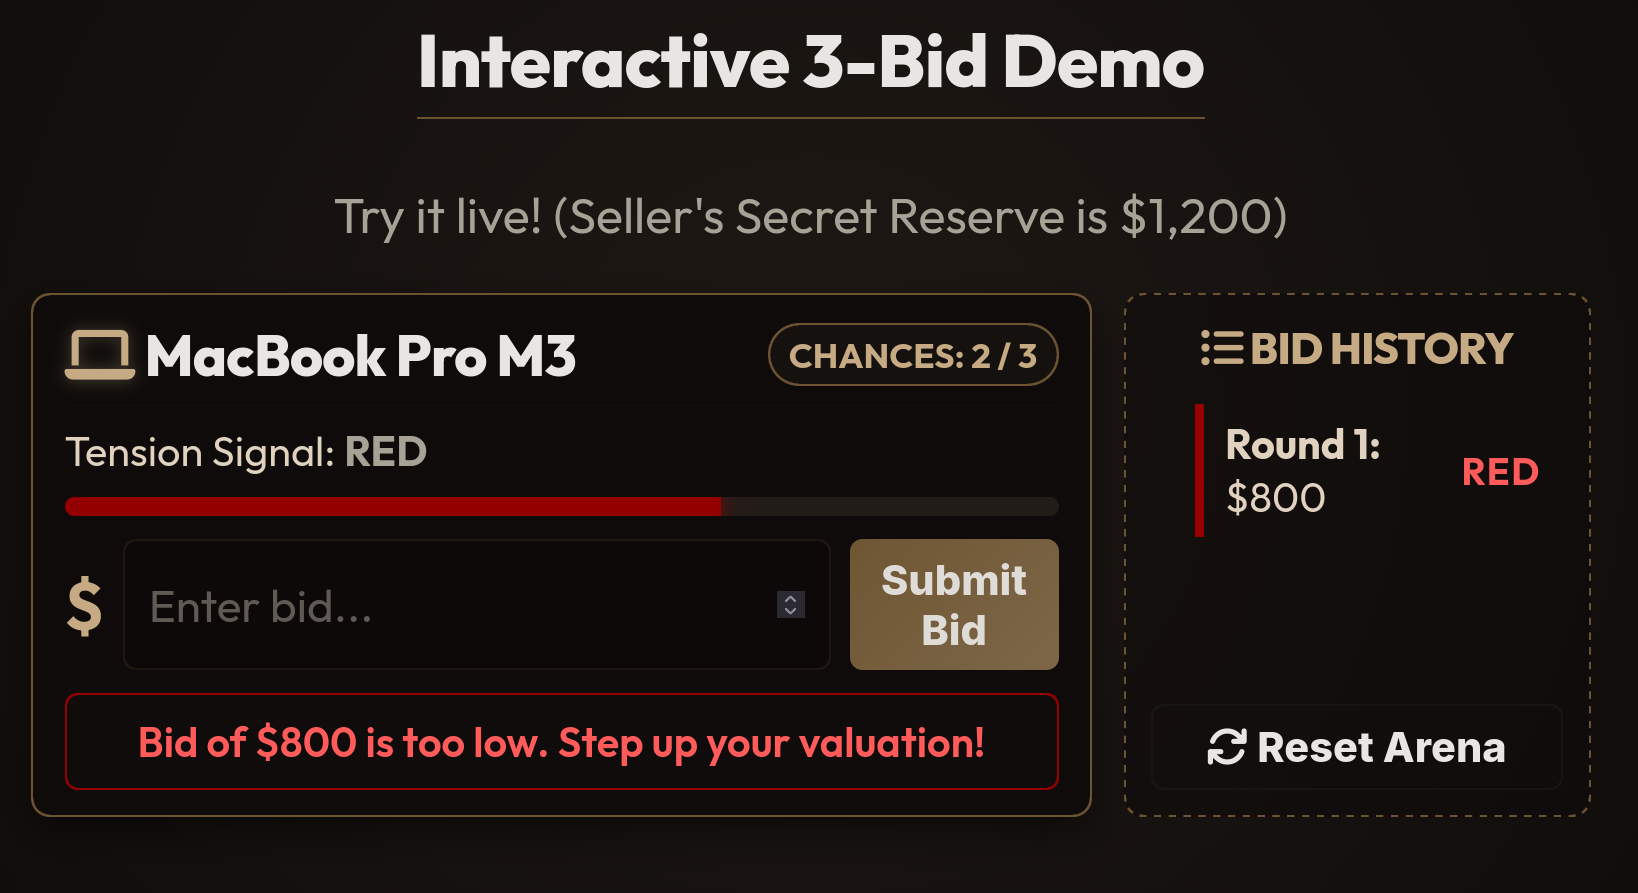 Interactive 3-Bid Demo
Try it live! (Seller's Secret Reserve is $1,200)
MacBook Pro M3
CHANCES: 2 / 3
Tension Signal: RED
$
Enter bid...
Submit
Bid
Bid of $800 is too low. Step up your valuation!
BID HISTORY
Round 1:
$800
RED
Reset Arena